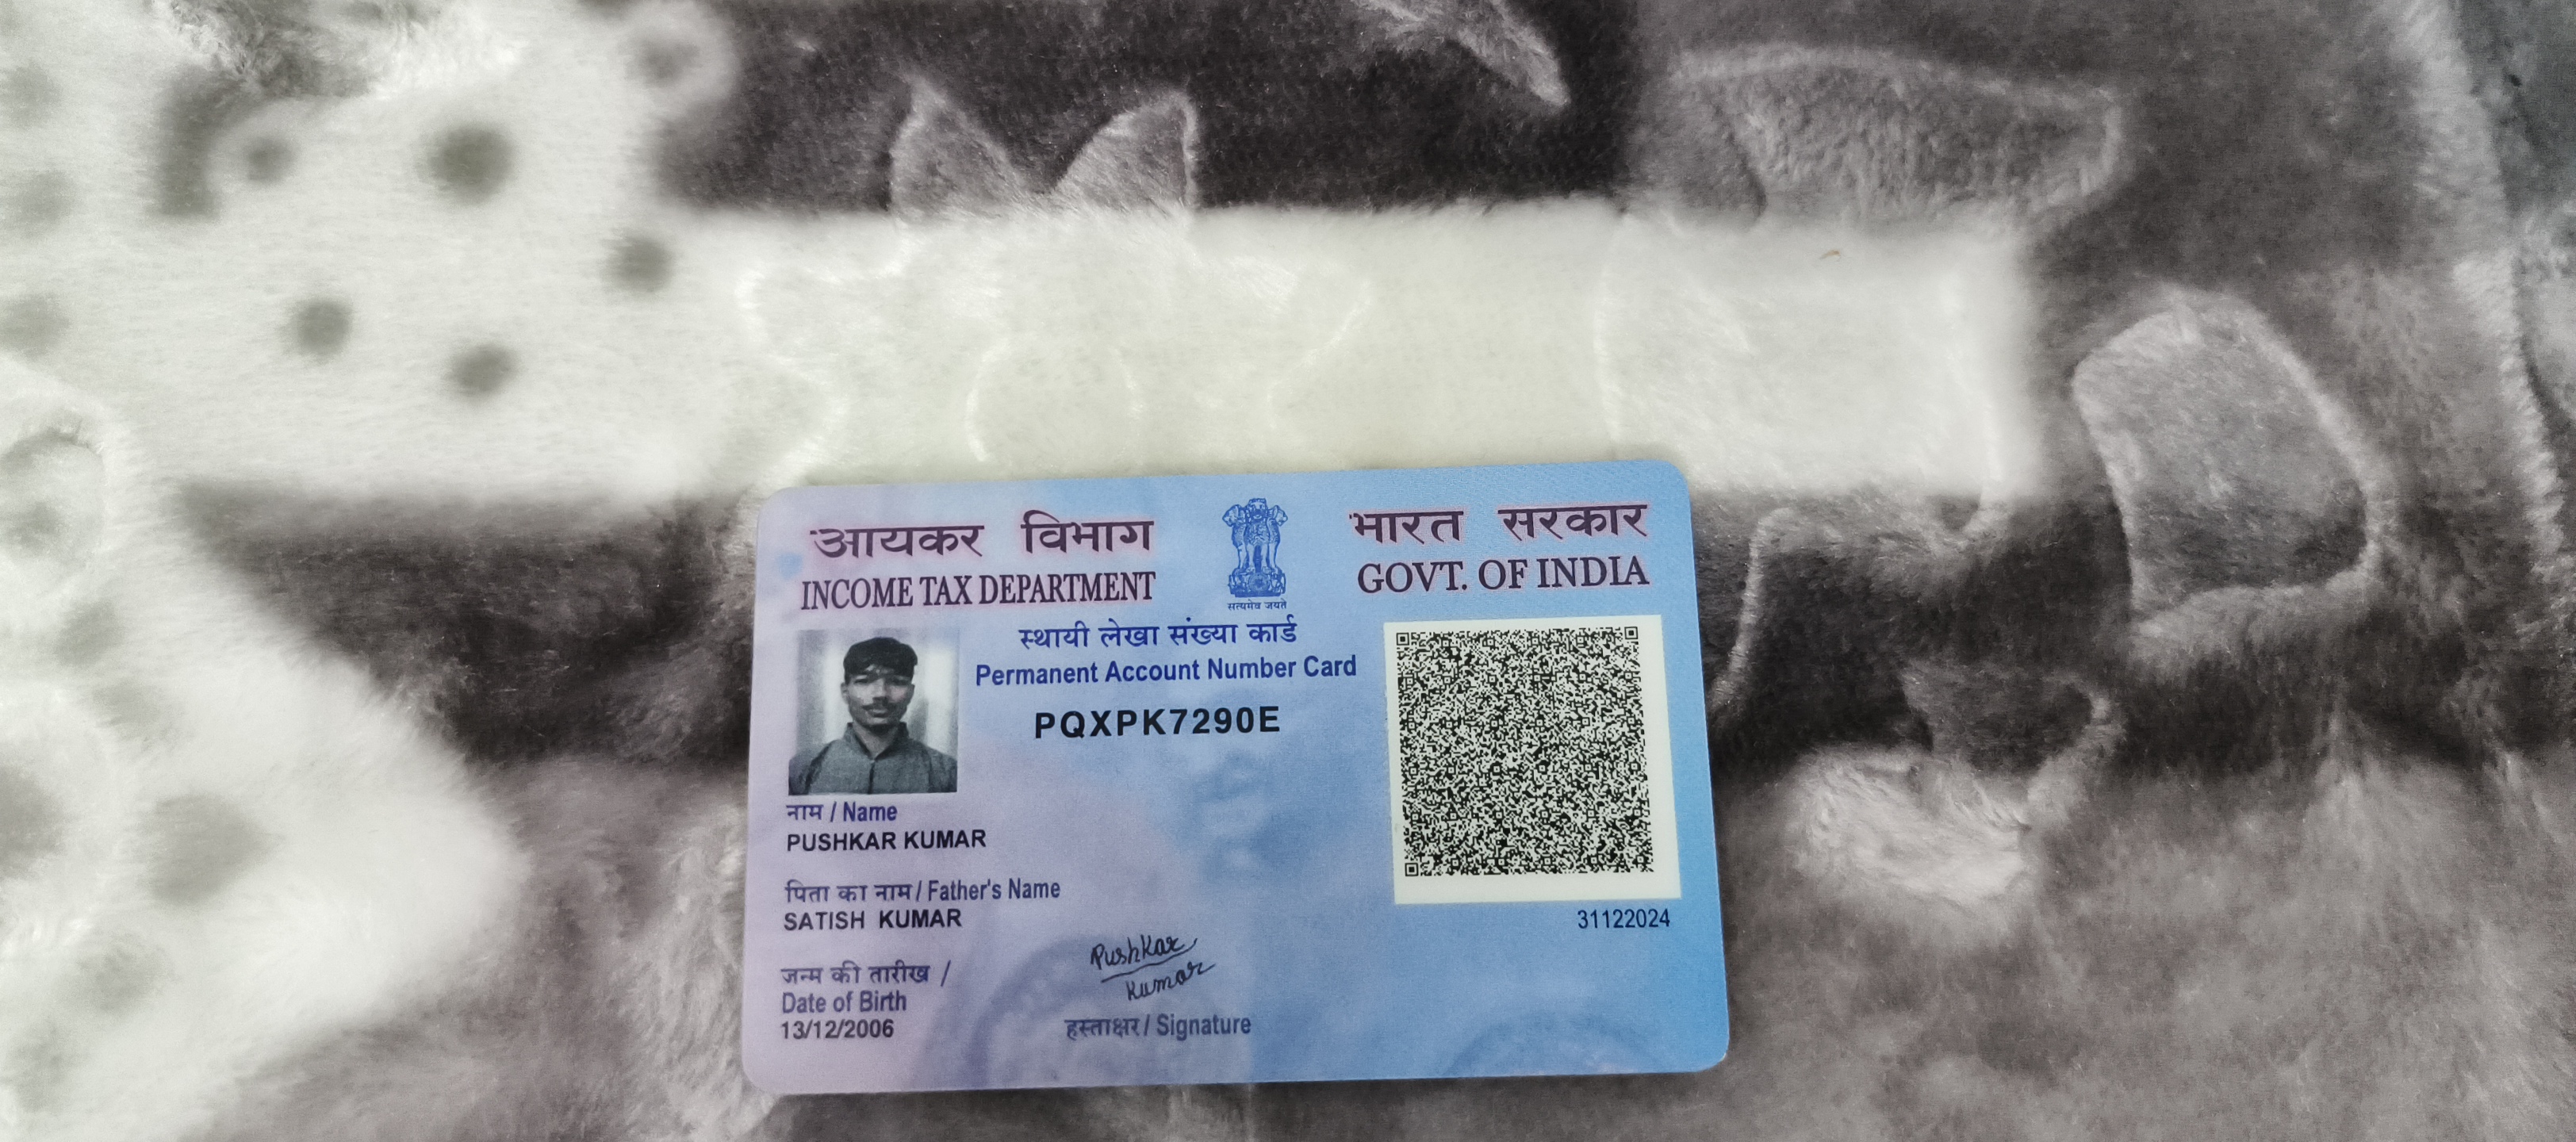 आयकर विभाग
INCOME TAX DEPARTMENT
सत्यमेव जयते
भारत सरकार
GOVT. OF INDIA
स्थायी लेखा संख्या कार्ड
Permanent Account Number Card
PQXPK7290E
नाम / Name
PUSHKAR KUMAR
पिता का नाम / Father's Name
SATISH KUMAR
जन्म की तारीख /
Date of Birth
13/12/2006
Pushkar
Kumar
हस्ताक्षर / Signature
31122024